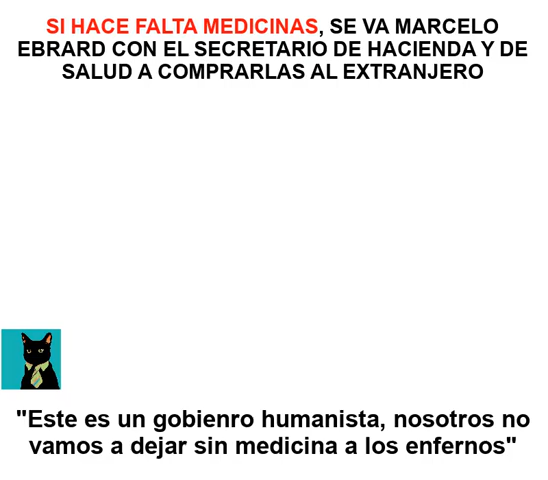 SI HACE FALTA MEDICINAS, SE VA MARCELO
EBRARD CON EL SECRETARIO DE HACIENDA Y DE
SALUD A COMPRARLAS AL EXTRANJERO
"Este es un gobienro humanista, nosotros no
vamos a dejar sin medicina a los enfernos"